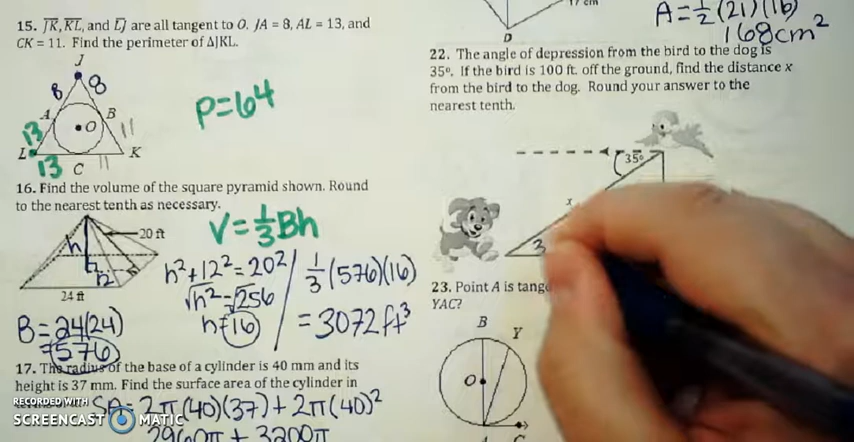 15. JK, KL, and LJ are all tangent to O. JA = 8, AL = 13, and
CK = 11. Find the perimeter of ΔJKL.
J
8 8
P=64
A B
O
13 11
L K
13 C 11
16. Find the volume of the square pyramid shown. Round
to the nearest tenth as necessary.
20 ft
V=1/3Bh
h
12
24 ft
h²+12²=20²
√h²=√256
h=16
1/3(576)(16)
=3072ft³
B=24(24)
=576
17. The radius of the base of a cylinder is 40 mm and its
height is 37 mm. Find the surface area of the cylinder in
SA=2π(40)(37)+2π(40)²
2960π+3200π
RECORDED WITH
SCREENCAST MATIC
17 cm
D
A=1/2(21)(16)
168cm²
22. The angle of depression from the bird to the dog is
35°. If the bird is 100 ft. off the ground, find the distance x
from the bird to the dog. Round your answer to the
nearest tenth.
35°
x
3
23. Point A is
YAC?
B
Y
O